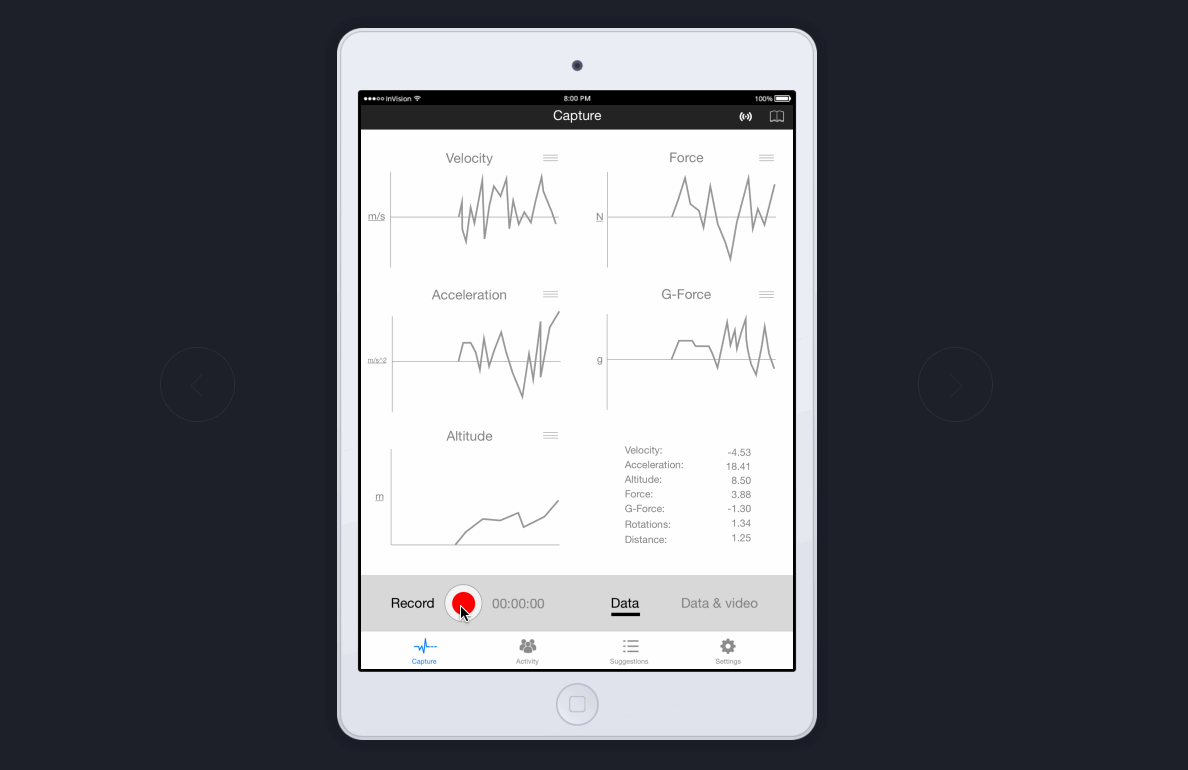 InVision 8:00 PM 100%
Capture
Velocity Force
m/s N
Acceleration G-Force
m/s^2 g
Altitude
m
Velocity: -4.53
Acceleration: 18.41
Altitude: 8.50
Force: 3.88
G-Force: -1.30
Rotations: 1.34
Distance: 1.25
Record 00:00:00 Data Data & video
Capture Activity Suggestions Settings